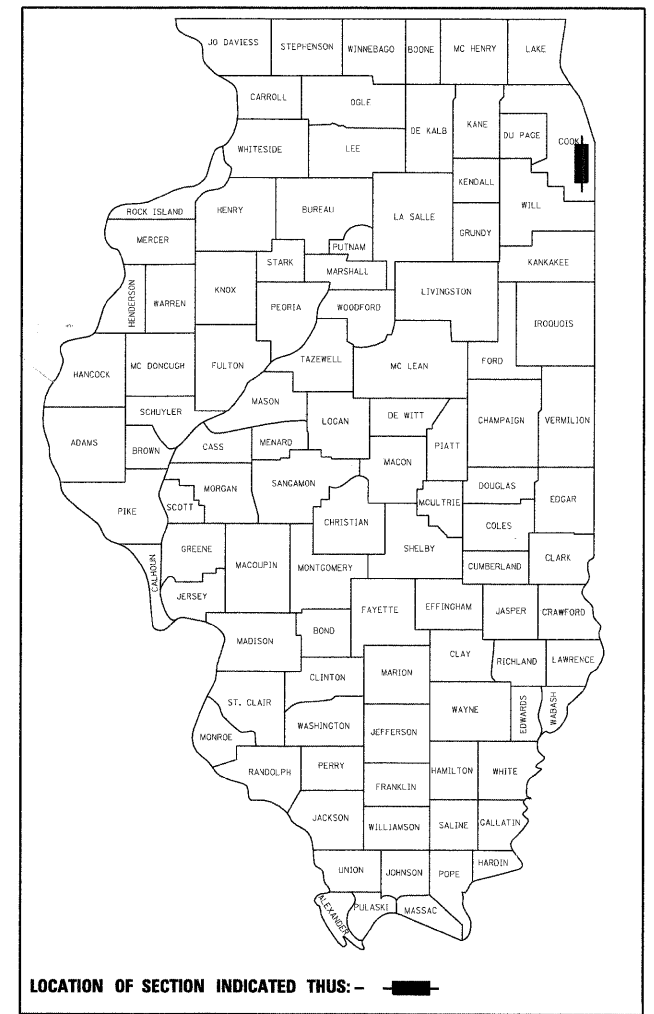 JO DAVIESS
STEPHENSON
WINNEBAGO
BOONE
MC HENRY
LAKE
CARROLL
OGLE
DE KALB
KANE
DU PAGE
COOK
WHITESIDE
LEE
KENDALL
WILL
ROCK ISLAND
HENRY
BUREAU
LA SALLE
GRUNDY
MERCER
PUTNAM
STARK
MARSHALL
KANKAKEE
HENDERSON
WARREN
KNOX
PEORIA
WOODFORD
LIVINGSTON
IROQUOIS
HANCOCK
MC DONOUGH
FULTON
TAZEWELL
MC LEAN
FORD
SCHUYLER
MASON
LOGAN
DE WITT
CHAMPAIGN
VERMILION
ADAMS
BROWN
CASS
MENARD
PIATT
MACON
SANGAMON
MORGAN
DOUGLAS
EDGAR
PIKE
SCOTT
CHRISTIAN
MOULTRIE
COLES
GREENE
MACOUPIN
MONTGOMERY
SHELBY
CUMBERLAND
CLARK
CALHOUN
JERSEY
FAYETTE
EFFINGHAM
JASPER
CRAWFORD
MADISON
BOND
CLAY
RICHLAND
LAWRENCE
CLINTON
MARION
ST. CLAIR
WAYNE
EDWARDS
WABASH
WASHINGTON
JEFFERSON
MONROE
RANDOLPH
PERRY
HAMILTON
WHITE
FRANKLIN
JACKSON
WILLIAMSON
SALINE
GALLATIN
UNION
JOHNSON
POPE
HARDIN
ALEXANDER
PULASKI
MASSAC
LOCATION OF SECTION INDICATED THUS:-